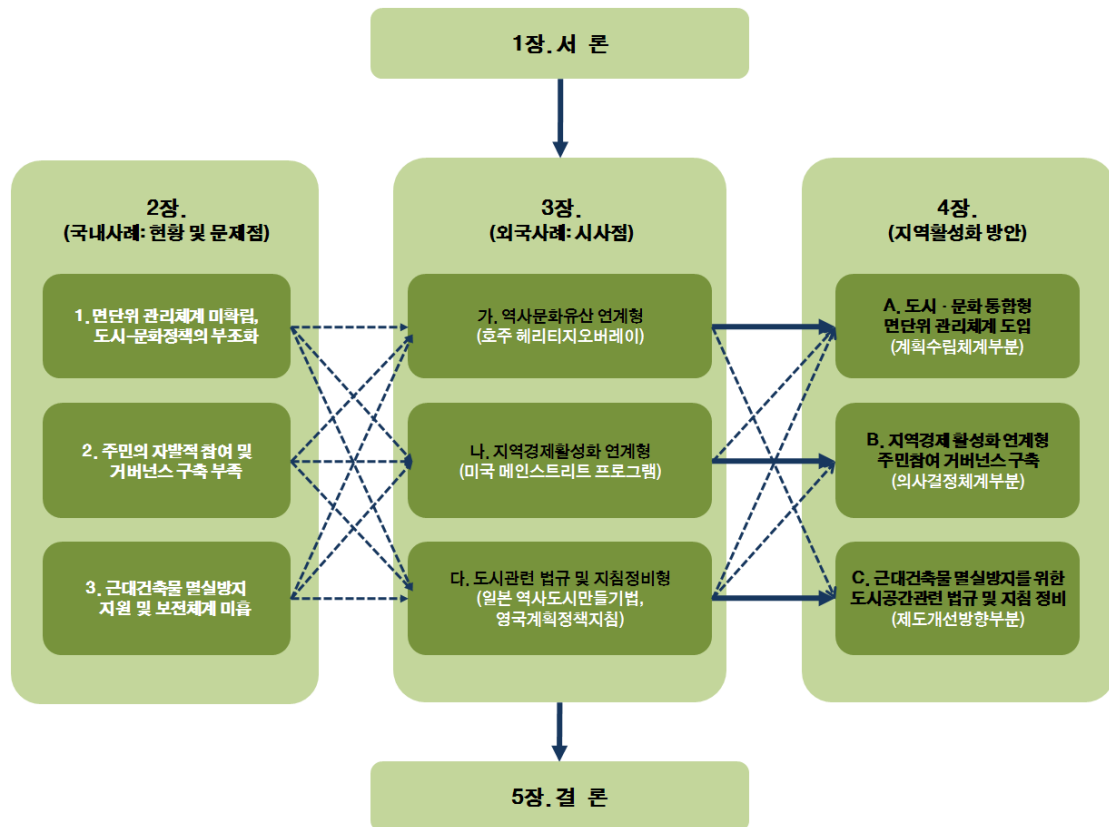 1장. 서 론
2장.
(국내사례: 현황 및 문제점)
1. 면단위 관리체계 미확립,
도시-문화정책의 부조화
2. 주민의 자발적 참여 및
거버넌스 구축 부족
3. 근대건축물 멸실방지
지원 및 보전체계 미흡
3장.
(외국사례: 시사점)
가. 역사문화유산 연계형
(호주 헤리티지오버레이)
나. 지역경제활성화 연계형
(미국 메인스트리트 프로그램)
다. 도시관련 법규 및 지침정비형
(일본 역사도시만들기법,
영국계획정책지침)
4장.
(지역활성화 방안)
A. 도시 · 문화 통합형
면단위 관리체계 도입
(계획수립체계부분)
B. 지역경제 활성화 연계형
주민참여 거버넌스 구축
(의사결정체계부분)
C. 근대건축물 멸실방지를 위한
도시공간관련 법규 및 지침 정비
(제도개선방향부분)
5장. 결 론